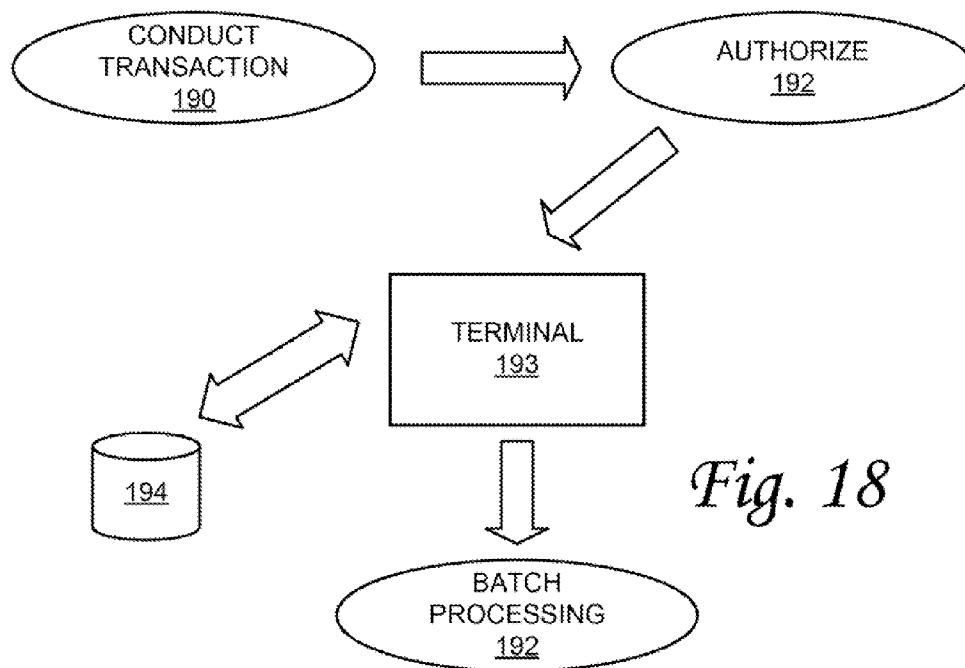 CONDUCT
TRANSACTION
190
AUTHORIZE
192
TERMINAL
193
194
Fig. 18
BATCH
PROCESSING
192